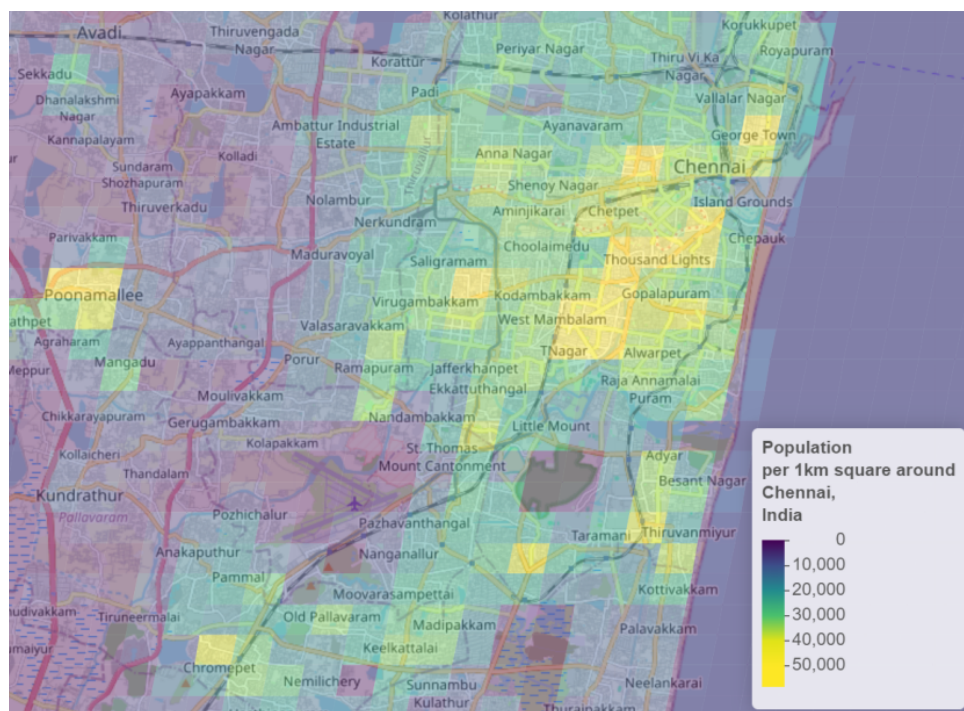 Kolathur
Korukkupet
Avadi
Thiruvengada
Nagar
Periyar Nagar
Royapuram
Korattur
Thiru Vi Ka
Nagar
Sekkadu
Dhanalakshmi
Nagar
Ayapakkam
Padi
Vallalar Nagar
Kannapalayam
Ambattur Industrial
Estate
Ayanavaram
George Town
Kolladi
Anna Nagar
Chennai
Sundaram
Shozhapuram
Shenoy Nagar
Thiruverkadu
Nolambur
Island Grounds
Nerkundram
Aminjikarai
Chetpet
Parivakkam
Maduravoyal
Choolaimedu
Chepauk
Saligramam
Thousand Lights
Poonamallee
Virugambakkam
Kodambakkam
Gopalapuram
athpet
Valasaravakkam
West Mambalam
Agraharam
Ayappanthangal
Mangadu
Porur
TNagar
Alwarpet
Meppur
Ramapuram
Jafferkhanpet
Ekkattuthangal
Raja Annamalai
Puram
Moulivakkam
Chikkarayapuram
Gerugambakkam
Nandambakkam
Little Mount
Kolapakkam
Kollaicheri
St. Thomas
Mount Cantonment
Adyar
Thandalam
Besant Nagar
Kundrathur
Pallavaram
Pozhichalur
Pazhavanthangal
Taramani
Thiruvanmiyur
Anakaputhur
Nanganallur
Pammal
Moovarasampettai
Kottivakkam
mudivakkam
Tiruneermalai
Old Pallavaram
Madipakkam
Palavakkam
maiyur
Keelkattalai
Chromepet
Nemilichery
Sunnambu
Kulathur
Neelankarai
Thuraipakkam
Population
per 1km square around
Chennai,
India
0
10,000
20,000
30,000
40,000
50,000